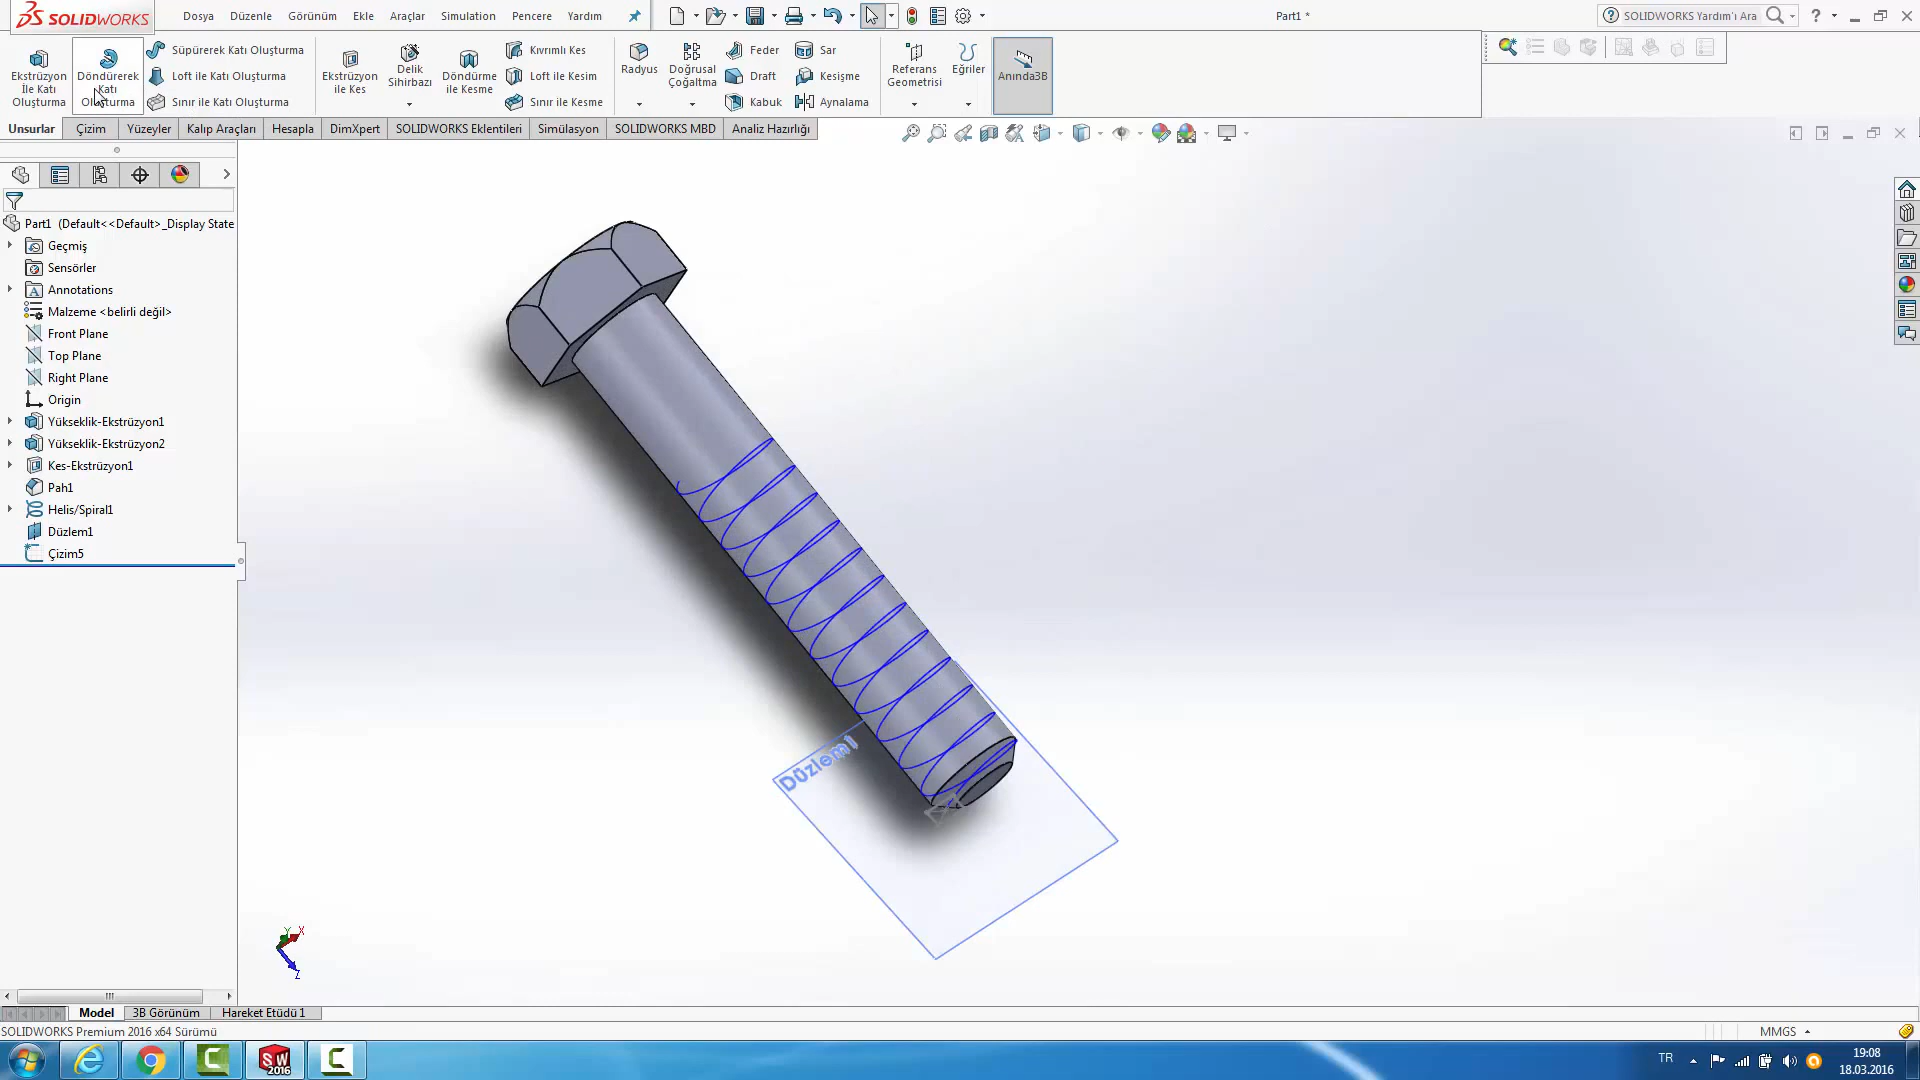 SOLIDWORKS
Dosya Düzenle Görünüm Ekle Araçlar Simulation Pencere Yardım
Part1 *
SOLIDWORKS Yardım'ı Ara
Ekstrüzyon İle Katı Oluşturma
Döndürerek Katı Oluşturma
Süpürerek Katı Oluşturma
Loft ile Katı Oluşturma
Sınır ile Katı Oluşturma
Ekstrüzyon ile Kes
Delik Sihirbazı
Döndürme ile Kesme
Kıvrımlı Kes
Loft ile Kesim
Sınır ile Kesme
Radyus
Doğrusal Çoğaltma
Feder
Draft
Kabuk
Sar
Kesişme
Aynalama
Referans Geometrisi
Eğriler
Anında3B
Unsurlar Çizim Yüzeyler Kalıp Araçları Hesapla DimXpert SOLIDWORKS Eklentileri Simülasyon SOLIDWORKS MBD Analiz Hazırlığı
Part1 (Default<<Default>_Display State
Geçmiş
Sensörler
Annotations
Malzeme <belirli değil>
Front Plane
Top Plane
Right Plane
Origin
Yükseklik-Ekstrüzyon1
Yükseklik-Ekstrüzyon2
Kes-Ekstrüzyon1
Pah1
Helis/Spiral1
Düzlem1
Çizim5
Düzlem1
Y X
Z
Model 3B Görünüm Hareket Etüdü 1
SOLIDWORKS Premium 2016 x64 Sürümü
MMGS
SW 2016
TR
19:08
18.03.2016